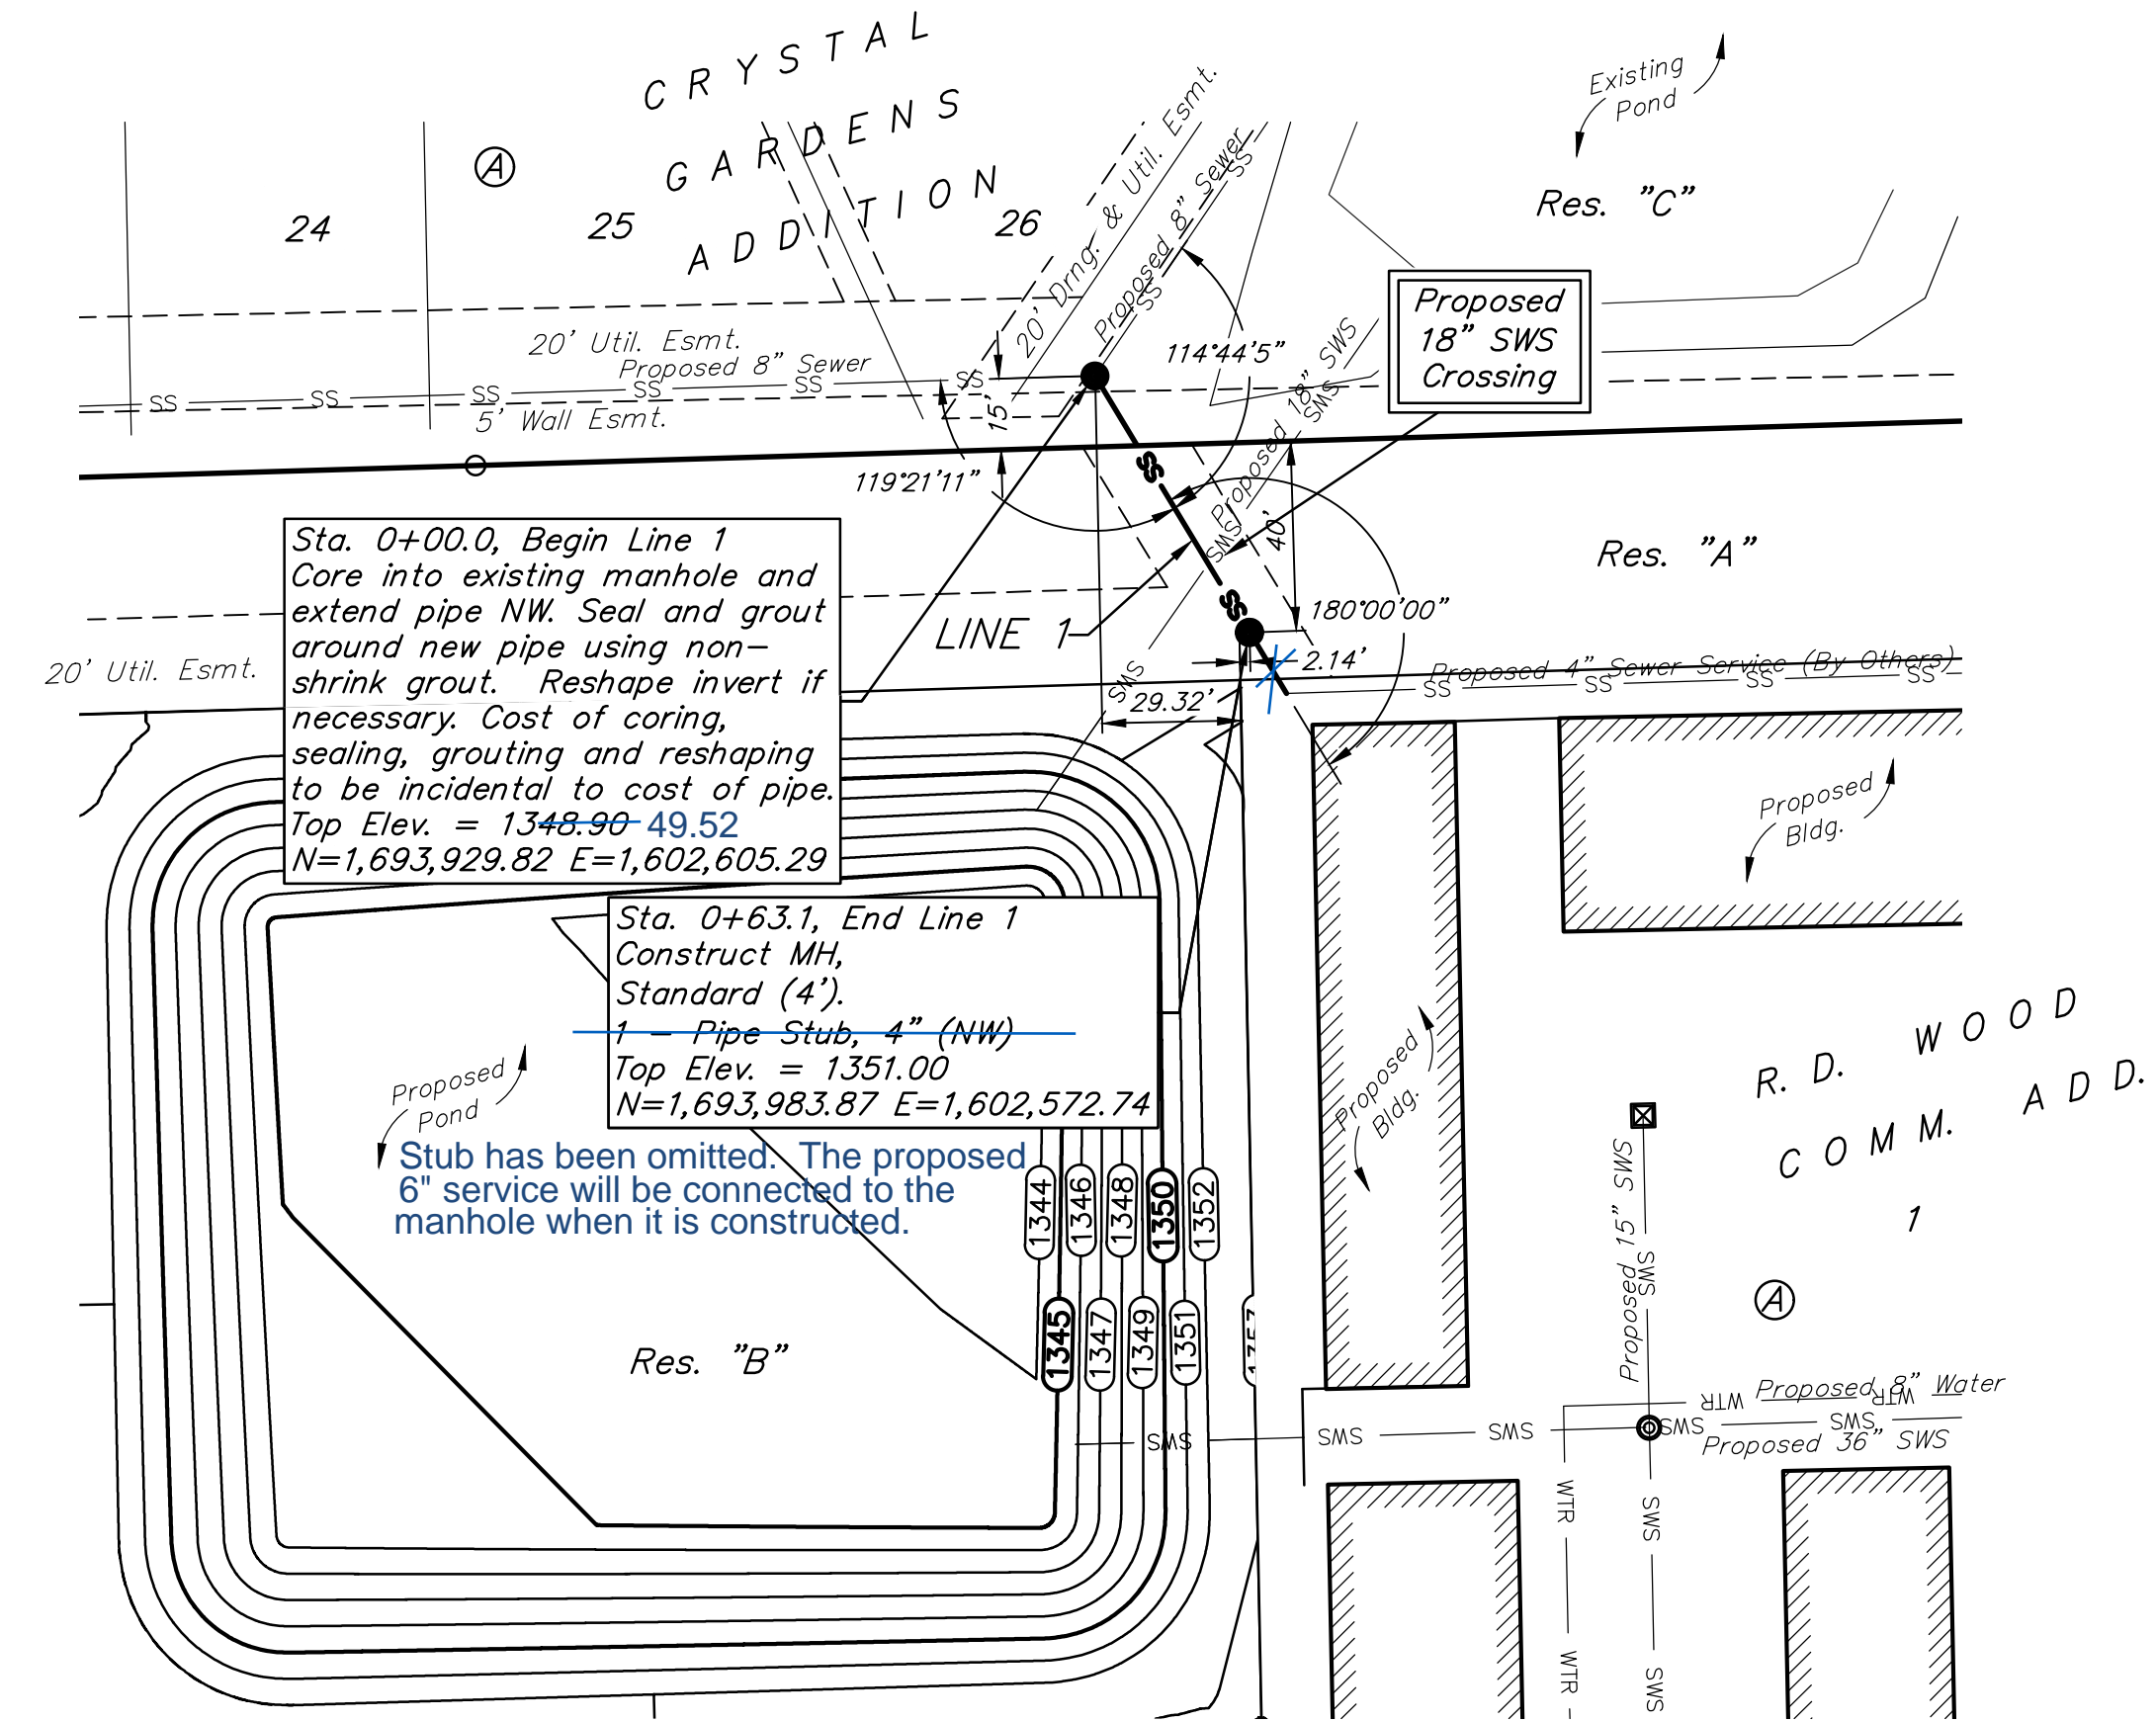 CRYSTAL
GARDENS
ADDITION
Existing
Pond
Res. "C"
A
24
25
26
20' Drng. & Util. Esmt.
Proposed 8" Sewer
SS
SS
20' Util. Esmt.
Proposed 8" Sewer
SS SS SS SS SS SS
5' Wall Esmt.
15'
114°44'5"
Proposed
18" SWS
Crossing
Proposed 18" SWS
SWS
SWS
SWS
119°21'11"
SS
40'
Res. "A"
SS
LINE 1
180°00'00"
2.14'
29.32'
Proposed 4" Sewer Service (By Others)
SS SS SS SS
20' Util. Esmt.
Sta. 0+00.0, Begin Line 1
Core into existing manhole and
extend pipe NW. Seal and grout
around new pipe using non-
shrink grout. Reshape invert if
necessary. Cost of coring,
sealing, grouting and reshaping
to be incidental to cost of pipe.
Top Elev. = 1348.90 49.52
N=1,693,929.82 E=1,602,605.29
Sta. 0+63.1, End Line 1
Construct MH,
Standard (4').
1 - Pipe Stub, 4" (NW)
Top Elev. = 1351.00
N=1,693,983.87 E=1,602,572.74
Proposed
Pond
Stub has been omitted. The proposed
6" service will be connected to the
manhole when it is constructed.
Proposed
Bldg.
Proposed
Bldg.
R. D. WOOD
COMM. ADD.
1
A
1344
1346
1348
1350
1352
1345
1347
1349
1351
Res. "B"
Proposed 15" SWS
SWS
WTR WTR
Proposed 8" Water
SWS SWS SWS SWS SWS
Proposed 36" SWS
WTR
SWS
WTR
SWS